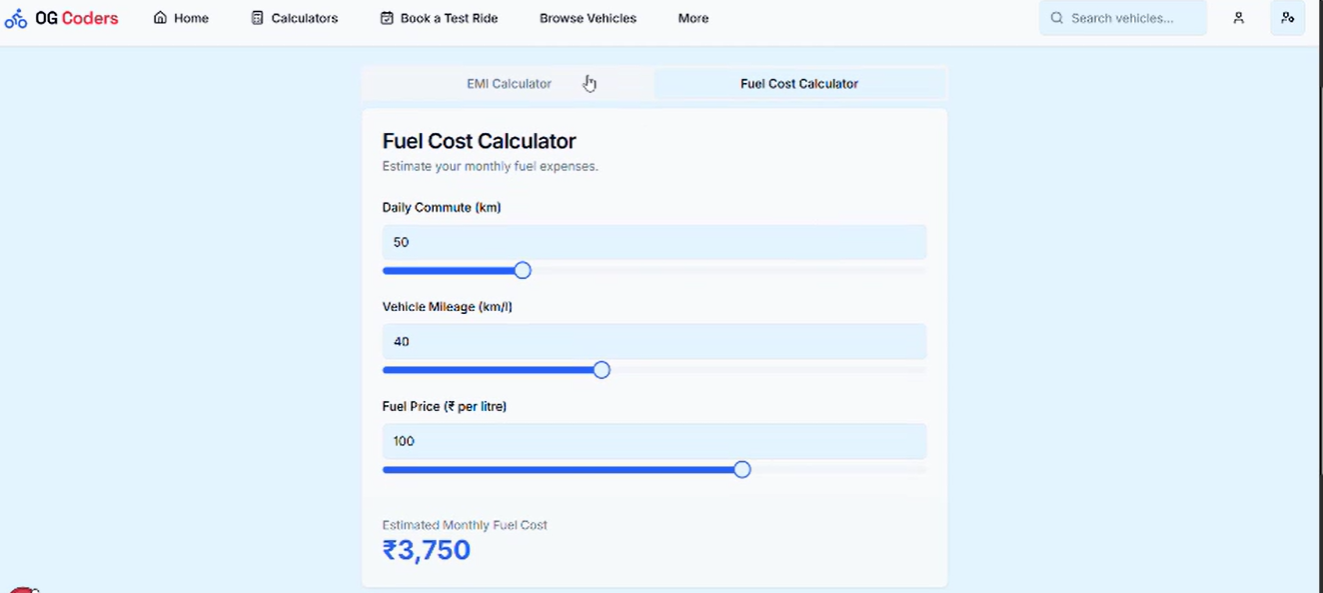 OG Coders Home Calculators Book a Test Ride Browse Vehicles More Search vehicles...
EMI Calculator Fuel Cost Calculator
Fuel Cost Calculator
Estimate your monthly fuel expenses.
Daily Commute (km)
50
Vehicle Mileage (km/l)
40
Fuel Price (₹ per litre)
100
Estimated Monthly Fuel Cost
₹3,750